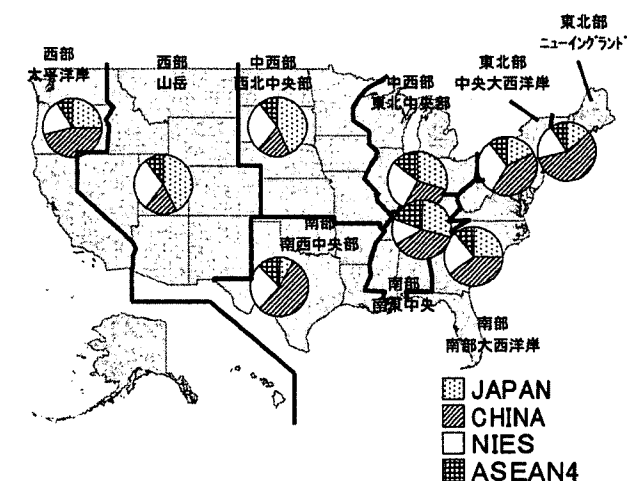 東北部
ニューイングランド
西部
太平洋岸
西部
山岳
中西部
西北中央部
中西部
東北中央部
東北部
中央大西洋岸
南部
南西中央部
南部
南東中央
南部
南部大西洋岸
JAPAN
CHINA
NIES
ASEAN4